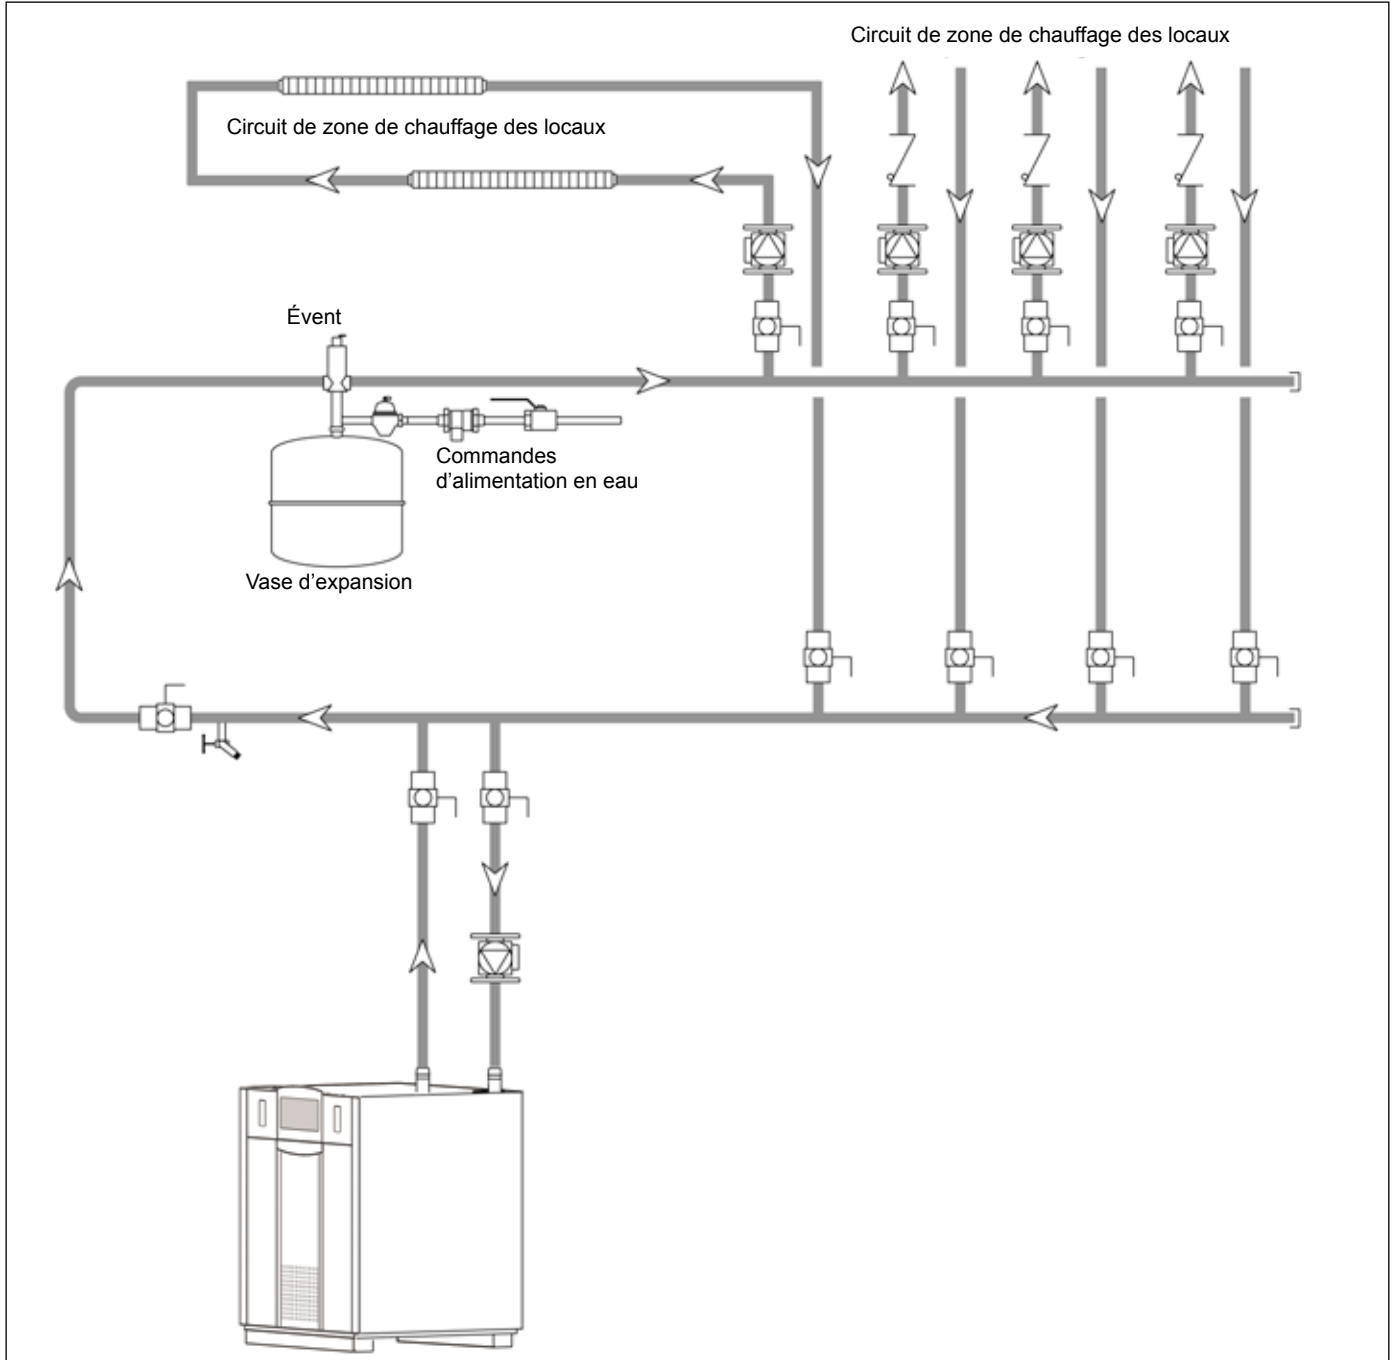 Circuit de zone de chauffage des locaux
Circuit de zone de chauffage des locaux
Évent
Commandes
d’alimentation en eau
Vase d’expansion